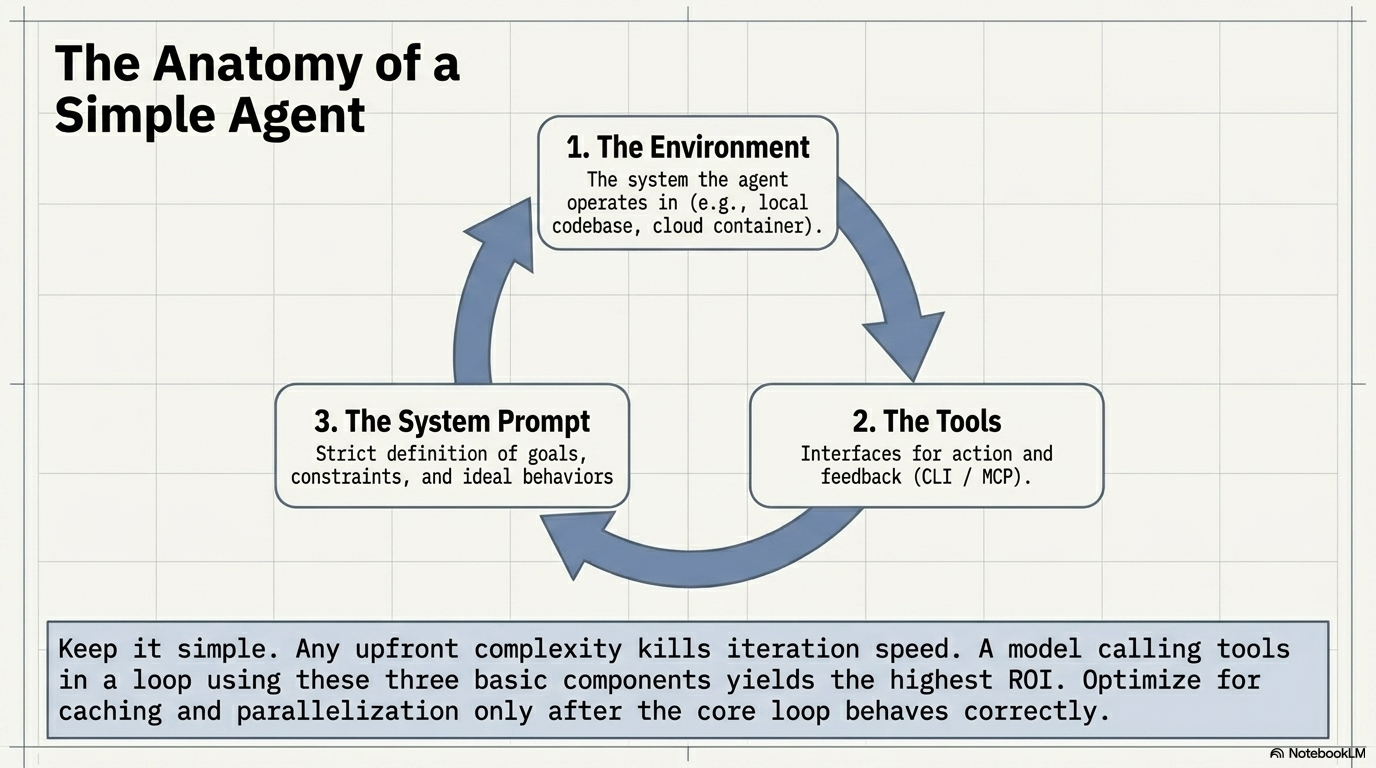 The Anatomy of a
Simple Agent
1. The Environment
The system the agent
operates in (e.g., local
codebase, cloud container).
3. The System Prompt
Strict definition of goals,
constraints, and ideal behaviors
2. The Tools
Interfaces for action and
feedback (CLI / MCP).
Keep it simple. Any upfront complexity kills iteration speed. A model calling tools
in a loop using these three basic components yields the highest ROI. Optimize for
caching and parallelization only after the core loop behaves correctly.
NotebookLM